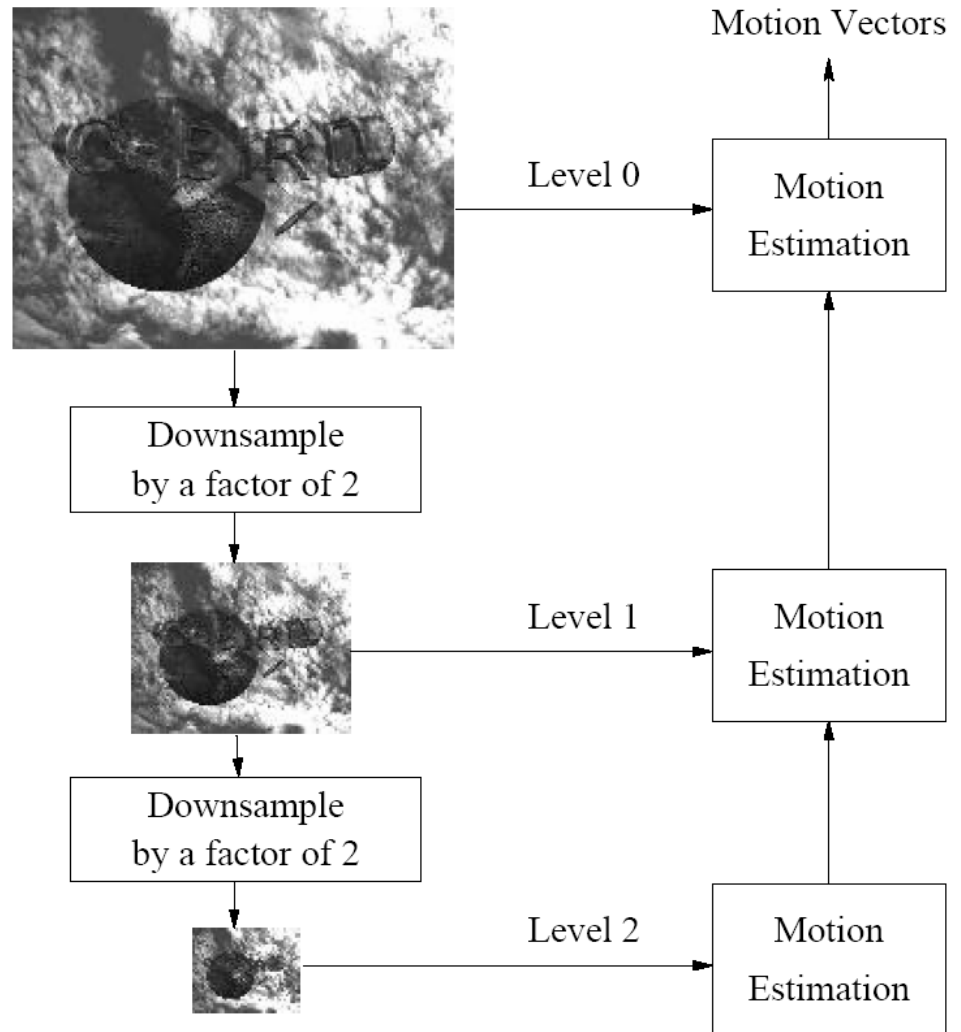 Motion Vectors
Level 0
Motion
Estimation
Downsample
by a factor of 2
Level 1
Motion
Estimation
Downsample
by a factor of 2
Level 2
Motion
Estimation